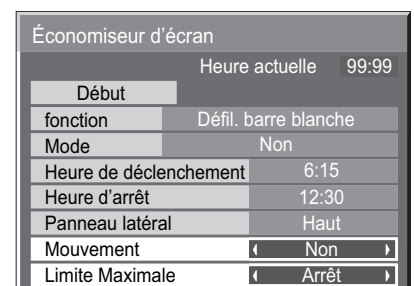 Économiseur d’écran
Heure actuelle 99:99
Début
fonction Défil. barre blanche
Mode Non
Heure de déclenchement 6:15
Heure d’arrêt 12:30
Panneau latéral Haut
Mouvement Non
Limite Maximale Arrêt